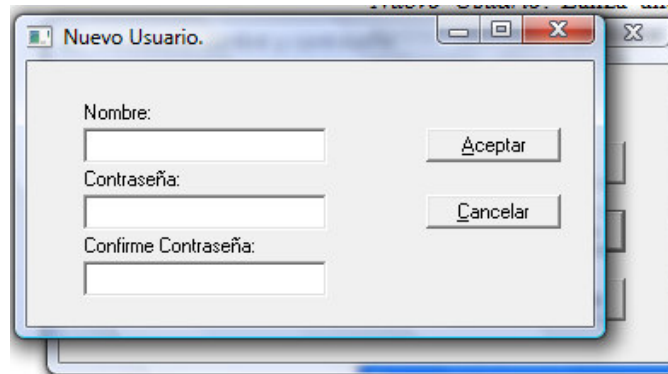 Nuevo Usuario.
Nombre:
Aceptar
Contraseña:
Cancelar
Confirme Contraseña: